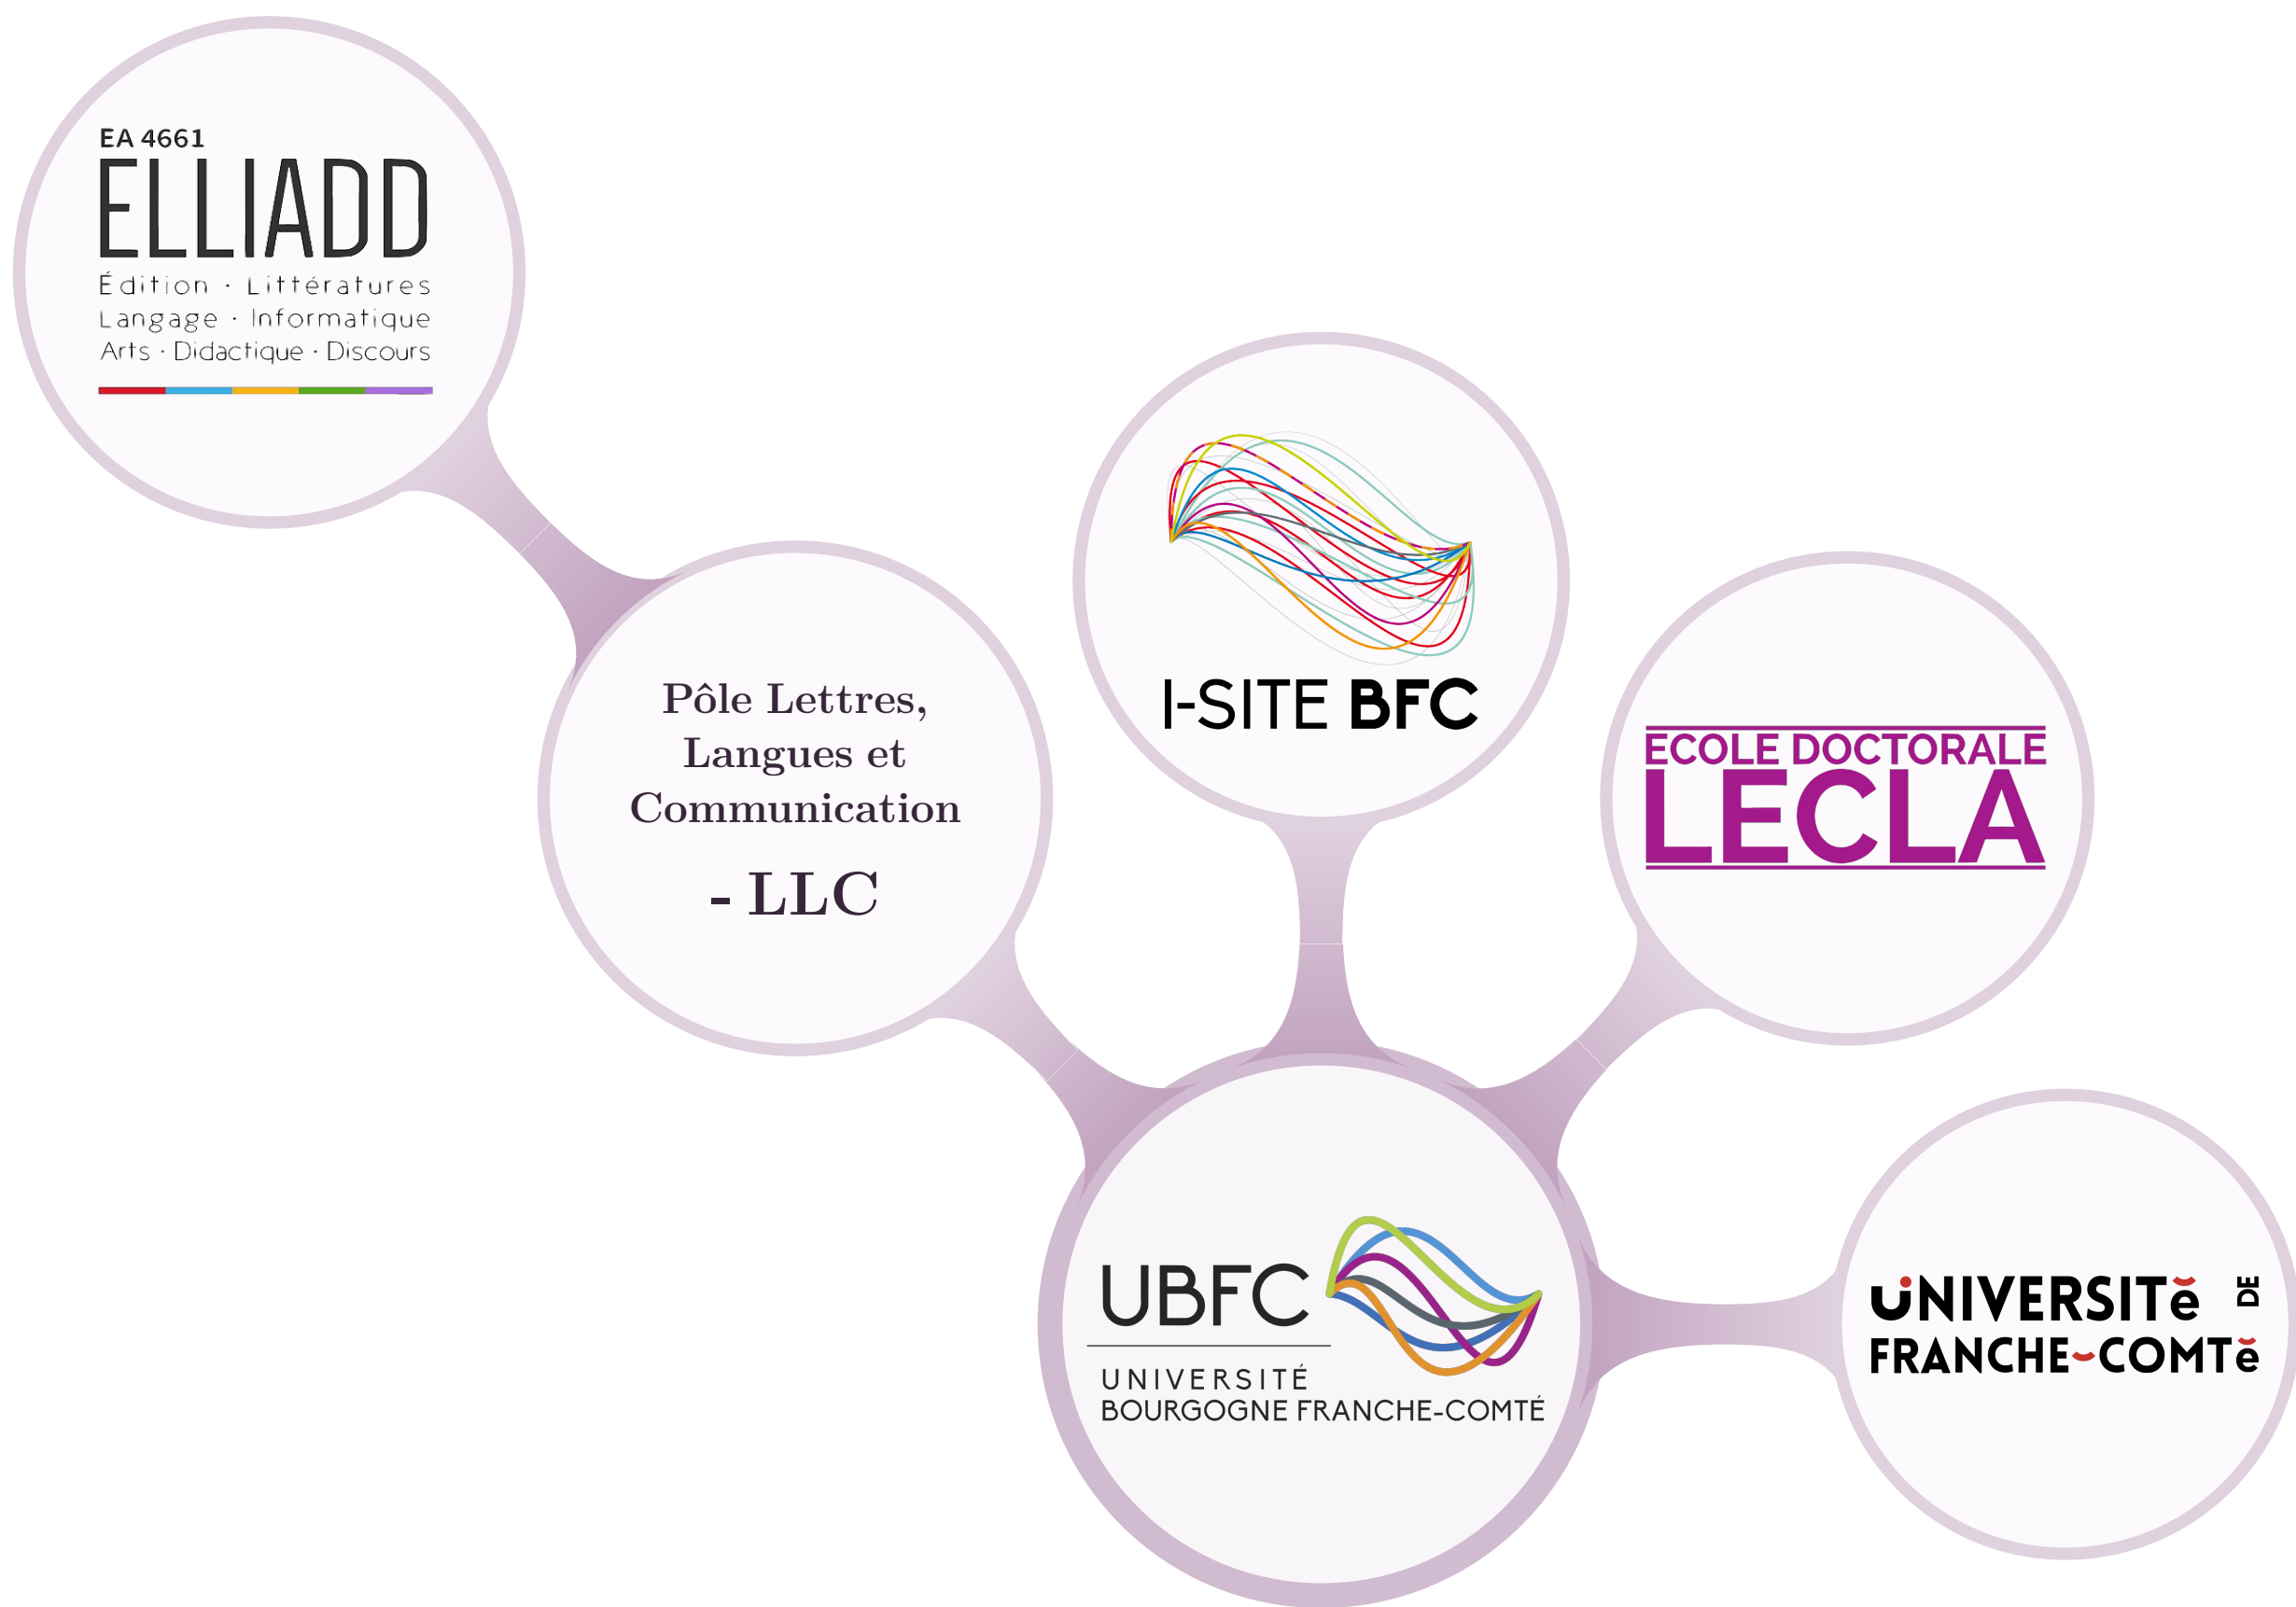 EA 4661
ELLIADD
Édition · Littératures
Langage · Informatique
Arts · Didactique · Discours
Pôle Lettres,
Langues et
Communication
- LLC
I-SITE BFC
ECOLE DOCTORALE
LECLA
UBFC
UNIVERSITÉ
BOURGOGNE FRANCHE-COMTÉ
UNIVERSITé DE
FRANCHE-COMTé